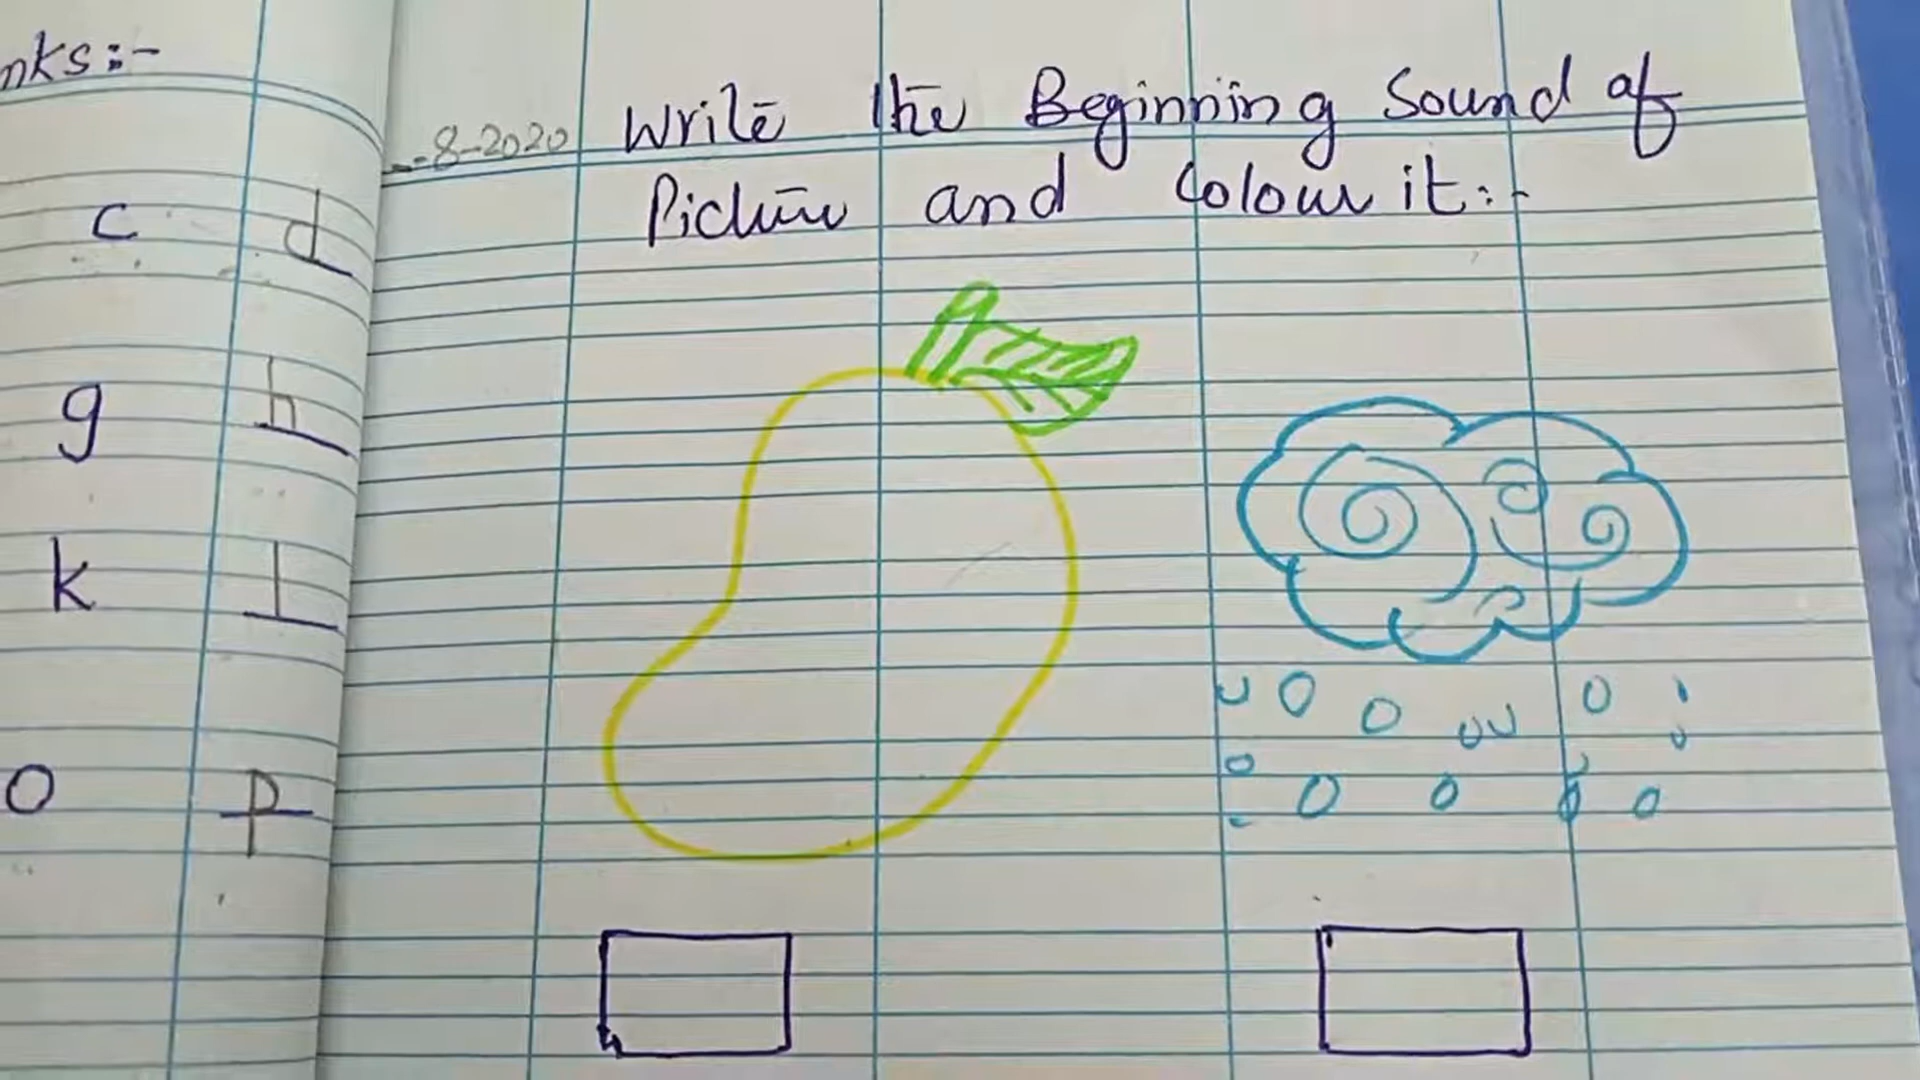 nks:-
c d
g h
k l
o p
-8-2020
Write the Beginning Sound of
Picture and Colour it:-